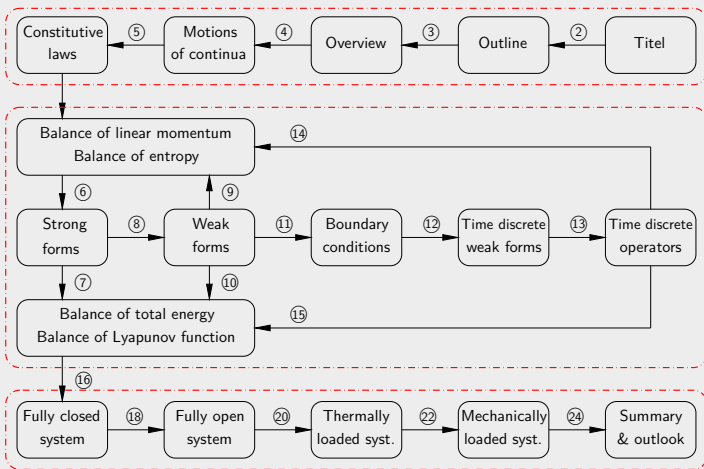 Constitutive
laws
5
Motions
of continua
4
Overview
3
Outline
2
Titel
Balance of linear momentum
Balance of entropy
14
6
9
Strong
forms
8
Weak
forms
11
Boundary
conditions
12
Time discrete
weak forms
13
Time discrete
operators
7
10
Balance of total energy
Balance of Lyapunov function
15
16
Fully closed
system
18
Fully open
system
20
Thermally
loaded syst.
22
Mechanically
loaded syst.
24
Summary
& outlook